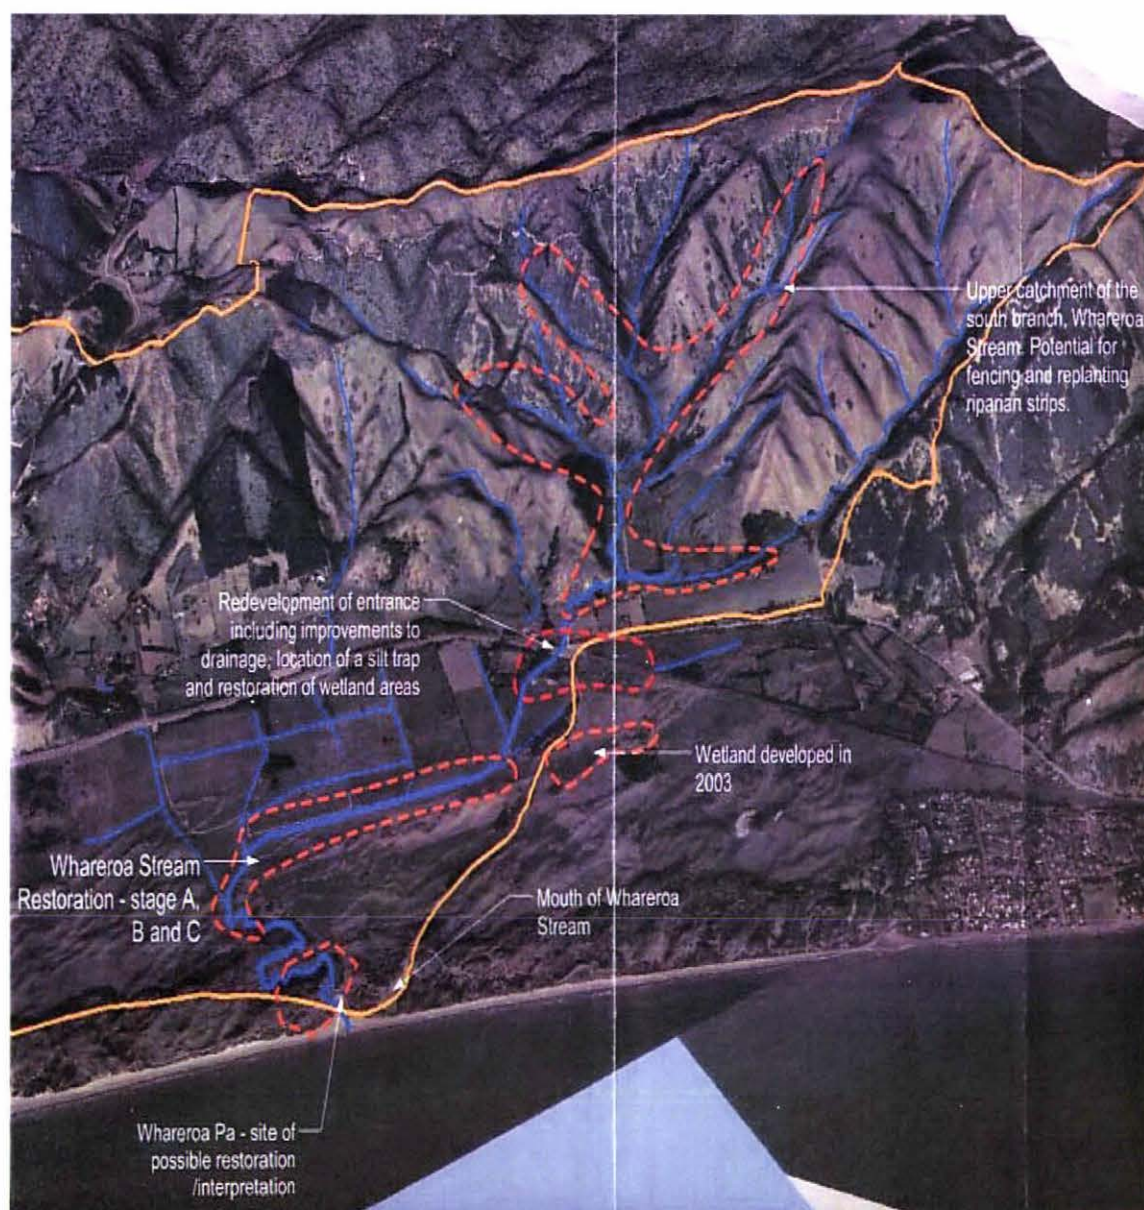 Upper catchment of the
south branch, Whareroa
Stream. Potential for
fencing and replanting
riparian strips.
Redevelopment of entrance
including improvements to
drainage, location of a silt trap
and restoration of wetland areas
Wetland developed in
2003
Whareroa Stream
Restoration - stage A,
B and C
Mouth of Whareroa
Stream
Whareroa Pa - site of
possible restoration
/interpretation